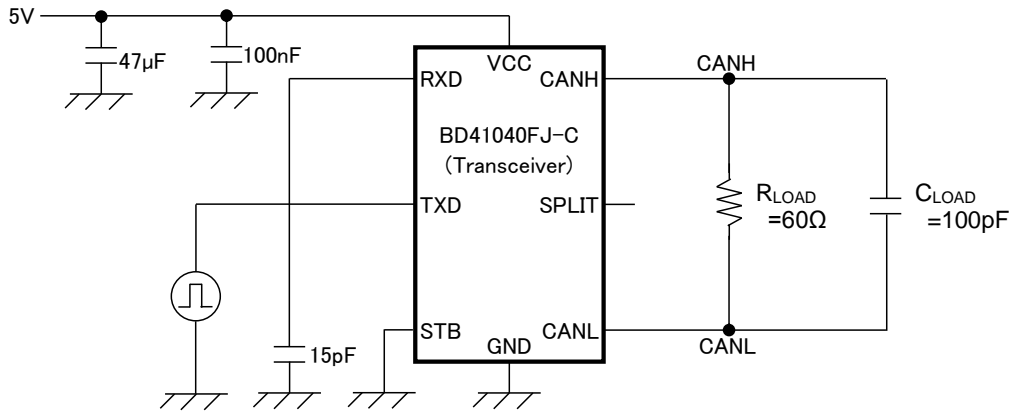 5V
47μF
100nF
VCC
RXD
CANH
CANH
BD41040FJ-C
(Transceiver)
TXD
SPLIT
RLOAD
=60Ω
CLOAD
=100pF
STB
CANL
GND
15pF
CANL